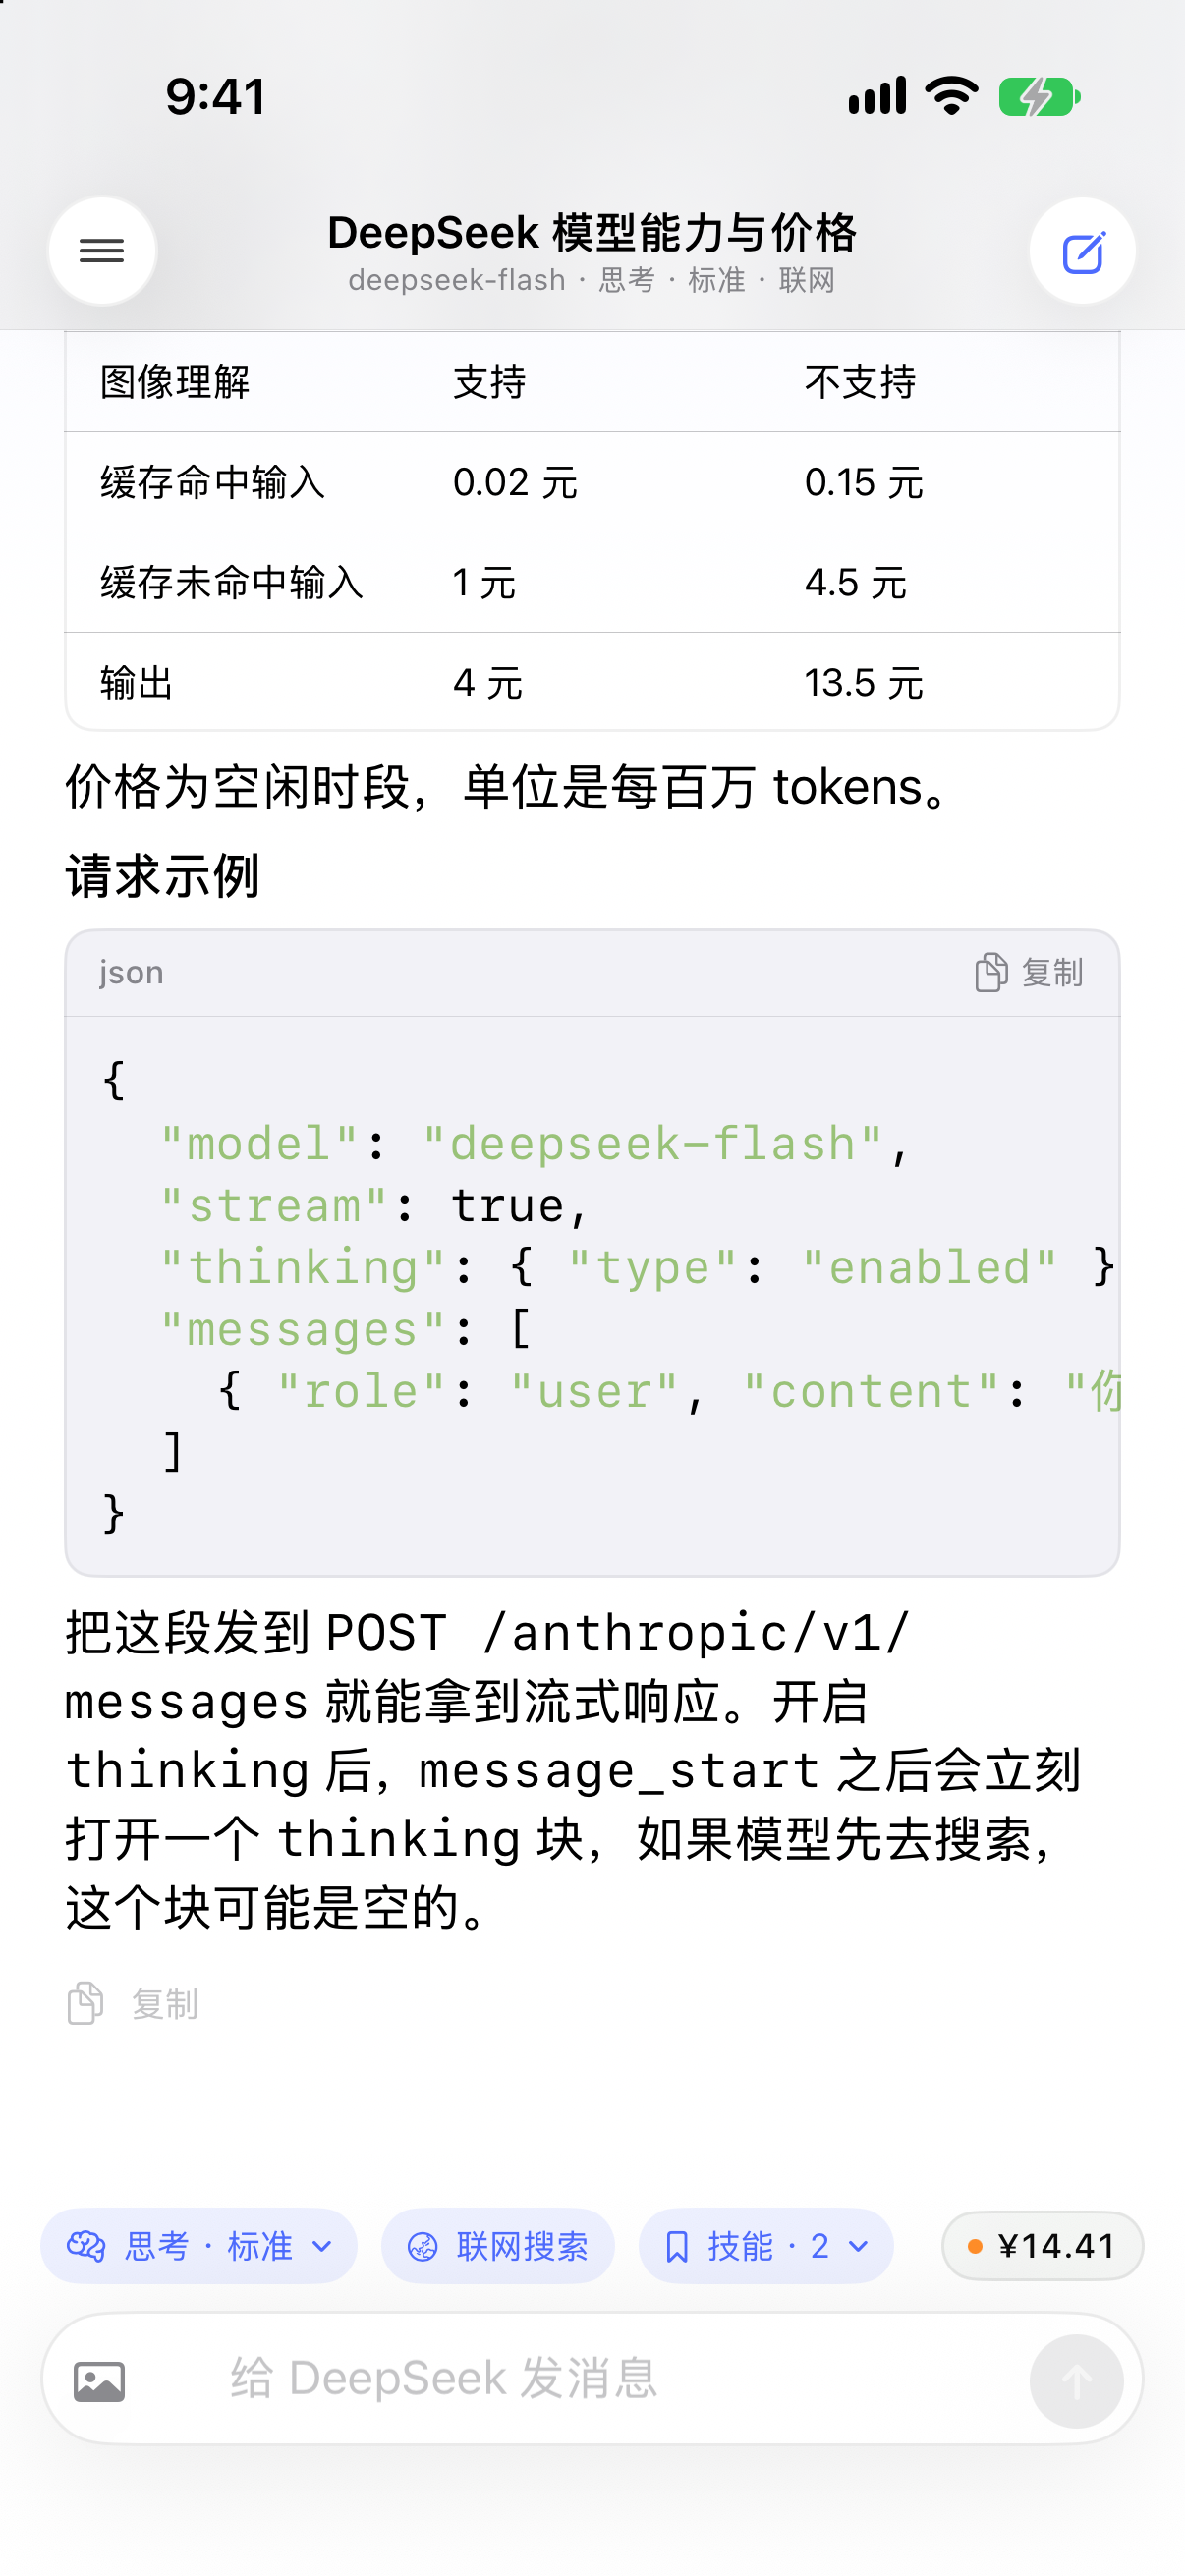 9:41
DeepSeek 模型能力与价格
deepseek-flash · 思考 · 标准 · 联网
图像理解 支持 不支持
缓存命中输入 0.02 元 0.15 元
缓存未命中输入 1 元 4.5 元
输出 4 元 13.5 元
价格为空闲时段，单位是每百万 tokens。
请求示例
json 复制
{
  "model": "deepseek-flash",
  "stream": true,
  "thinking": { "type": "enabled" }
  "messages": [
    { "role": "user", "content": "你
  ]
}
把这段发到 POST /anthropic/v1/
messages 就能拿到流式响应。开启
thinking 后，message_start 之后会立刻
打开一个 thinking 块，如果模型先去搜索，
这个块可能是空的。
复制
思考 · 标准 联网搜索 技能 · 2 ¥14.41
给 DeepSeek 发消息